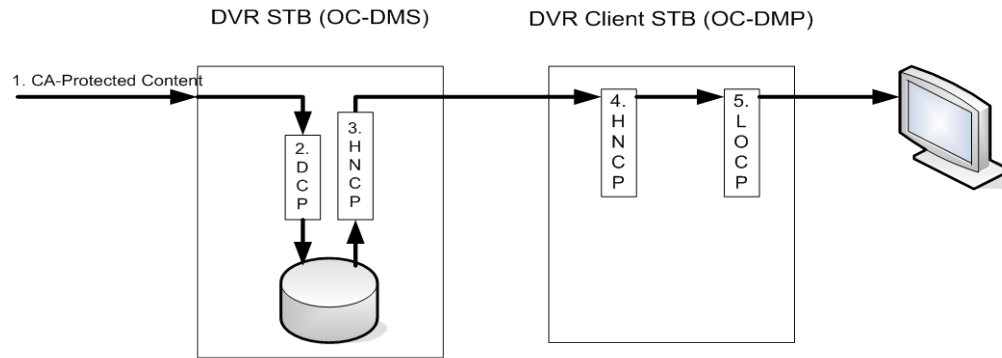 DVR STB (OC-DMS)
DVR Client STB (OC-DMP)
1. CA-Protected Content
2.
D
C
P
3.
H
N
C
P
4.
H
N
C
P
5.
L
O
C
P